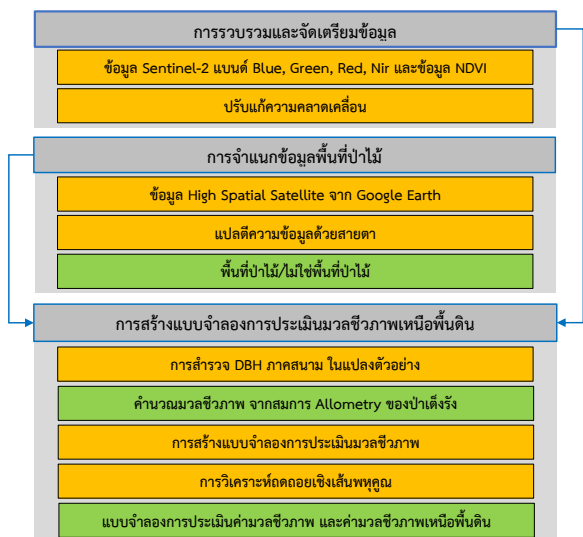 การรวบรวมและจัดเตรียมข้อมูล
ข้อมูล Sentinel-2 แบนด์ Blue, Green, Red, Nir และข้อมูล NDVI
ปรับแก้ความคลาดเคลื่อน
การจำแนกข้อมูลพื้นที่ป่าไม้
ข้อมูล High Spatial Satellite จาก Google Earth
แปลตีความข้อมูลด้วยสายตา
พื้นที่ป่าไม้/ไม่ใช่พื้นที่ป่าไม้
การสร้างแบบจำลองการประเมินมวลชีวภาพเหนือพื้นดิน
การสำรวจ DBH ภาคสนาม ในแปลงตัวอย่าง
คำนวณมวลชีวภาพ จากสมการ Allometry ของป่าเต็งรัง
การสร้างแบบจำลองการประเมินมวลชีวภาพ
การวิเคราะห์ถดถอยเชิงเส้นพหุคูณ
แบบจำลองการประเมินค่ามวลชีวภาพ และค่ามวลชีวภาพเหนือพื้นดิน